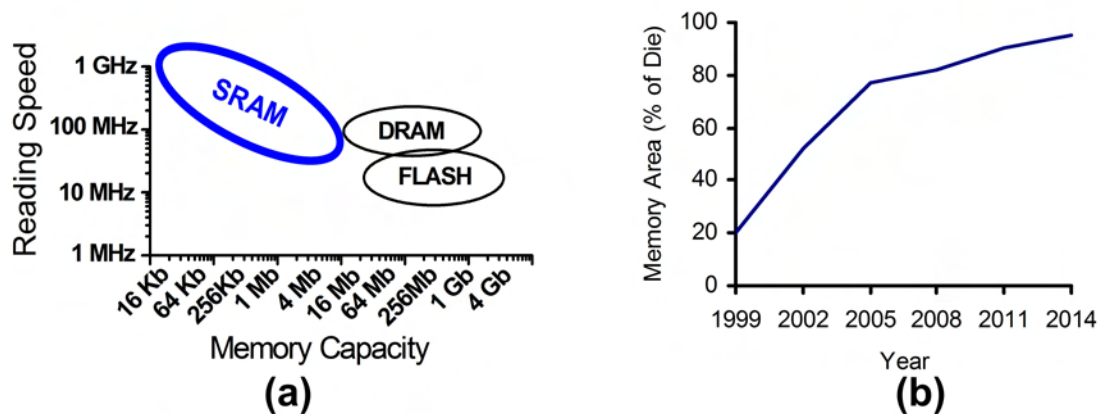 Reading Speed
1 GHz
100 MHz
10 MHz
1 MHz
SRAM
DRAM
FLASH
16 Kb
64 Kb
256Kb
1 Mb
4 Mb
16 Mb
64 Mb
256Mb
1 Gb
4 Gb
Memory Capacity
(a)
Memory Area (% of Die)
100
80
60
40
20
0
1999
2002
2005
2008
2011
2014
Year
(b)